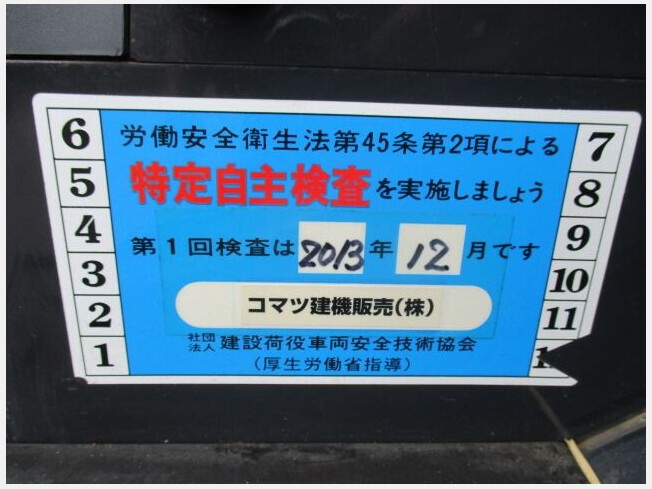 労働安全衛生法第45条第2項による
特定自主検査を実施しましょう
第1回検査は2013年12月です
コマツ建機販売(株)
社団法人 建設荷役車両安全技術協会
(厚生労働省指導)
6
5
4
3
2
1
7
8
9
10
11